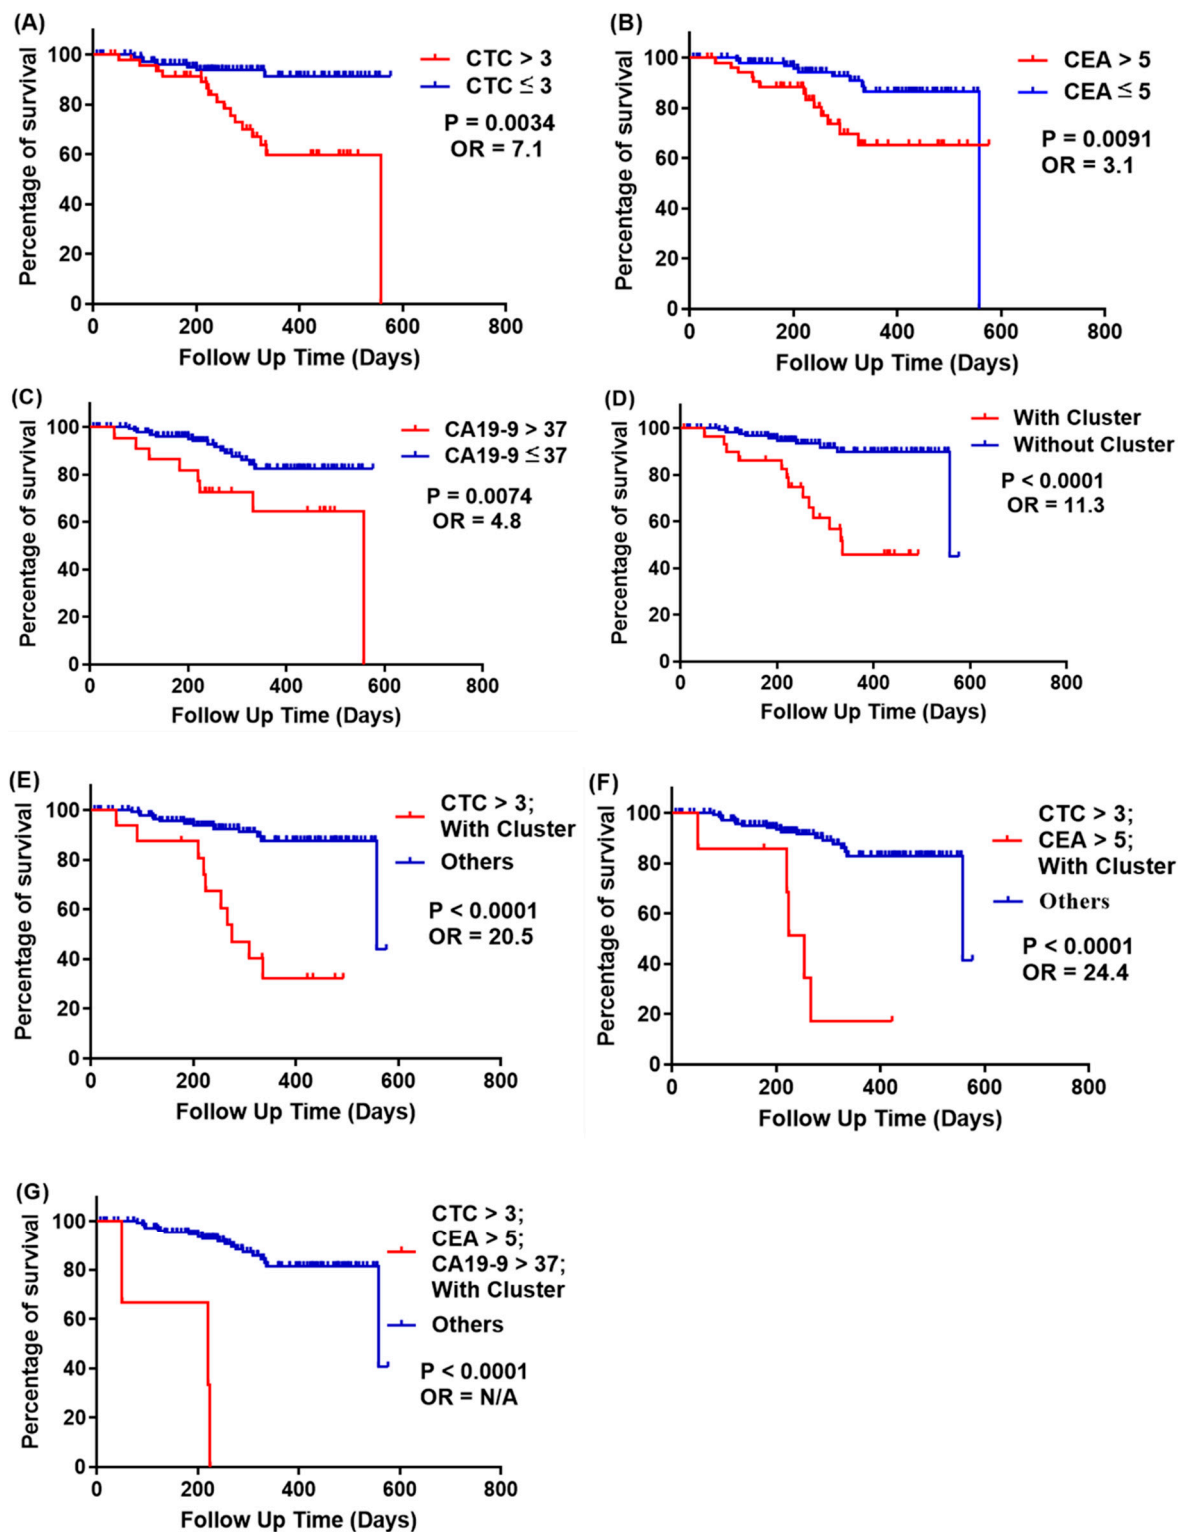 (A)
Percentage of survival
100
80
60
40
20
0
0 200 400 600 800
Follow Up Time (Days)
CTC > 3
CTC ≤ 3
P = 0.0034
OR = 7.1
(B)
Percentage of survival
100
80
60
40
20
0
0 200 400 600 800
Follow Up Time (Days)
CEA > 5
CEA ≤ 5
P = 0.0091
OR = 3.1
(C)
Percentage of survival
100
80
60
40
20
0
0 200 400 600 800
Follow Up Time (Days)
CA19-9 > 37
CA19-9 ≤ 37
P = 0.0074
OR = 4.8
(D)
Percentage of survival
100
80
60
40
20
0
0 200 400 600 800
Follow Up Time (Days)
With Cluster
Without Cluster
P < 0.0001
OR = 11.3
(E)
Percentage of survival
100
80
60
40
20
0
0 200 400 600 800
Follow Up Time (Days)
CTC > 3;
With Cluster
Others
P < 0.0001
OR = 20.5
(F)
Percentage of survival
100
80
60
40
20
0
0 200 400 600 800
Follow Up Time (Days)
CTC > 3;
CEA > 5;
With Cluster
Others
P < 0.0001
OR = 24.4
(G)
Percentage of survival
100
80
60
40
20
0
0 200 400 600 800
Follow Up Time (Days)
CTC > 3;
CEA > 5;
CA19-9 > 37;
With Cluster
Others
P < 0.0001
OR = N/A